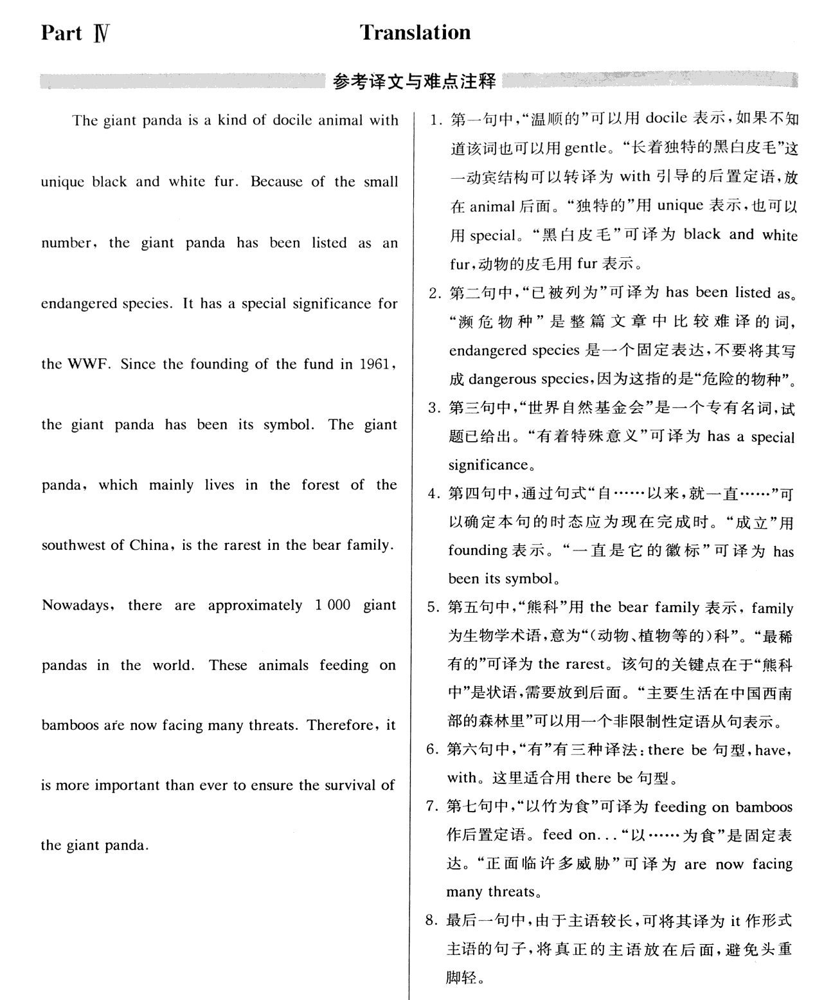 Part Ⅳ Translation
参考译文与难点注释
The giant panda is a kind of docile animal with
unique black and white fur. Because of the small
number, the giant panda has been listed as an
endangered species. It has a special significance for
the WWF. Since the founding of the fund in 1961,
the giant panda has been its symbol. The giant
panda, which mainly lives in the forest of the
southwest of China, is the rarest in the bear family.
Nowadays, there are approximately 1 000 giant
pandas in the world. These animals feeding on
bamboos are now facing many threats. Therefore, it
is more important than ever to ensure the survival of
the giant panda.
1. 第一句中,“温顺的”可以用 docile 表示,如果不知
道该词也可以用 gentle。“长着独特的黑白皮毛”这
一动宾结构可以转译为 with 引导的后置定语,放
在 animal 后面。“独特的”用 unique 表示,也可以
用 special。“黑白皮毛”可译为 black and white
fur,动物的皮毛用 fur 表示。
2. 第二句中,“已被列为”可译为 has been listed as。
“濒危物种”是整篇文章中比较难译的词,
endangered species 是一个固定表达,不要将其写
成 dangerous species,因为这指的是“危险的物种”。
3. 第三句中,“世界自然基金会”是一个专有名词,试
题已给出。“有着特殊意义”可译为 has a special
significance。
4. 第四句中,通过句式“自……以来,就一直……”可
以确定本句的时态应为现在完成时。“成立”用
founding 表示。“一直是它的徽标”可译为 has
been its symbol。
5. 第五句中,“熊科”用 the bear family 表示, family
为生物学术语,意为“(动物、植物等的)科”。“最稀
有的”可译为 the rarest。该句的关键点在于“熊科
中”是状语,需要放到后面。“主要生活在中国西南
部的森林里”可以用一个非限制性定语从句表示。
6. 第六句中,“有”有三种译法:there be 句型,have,
with。这里适合用 there be 句型。
7. 第七句中,“以竹为食”可译为 feeding on bamboos
作后置定语。feed on...“以……为食”是固定表
达。“正面临许多威胁”可译为 are now facing
many threats。
8. 最后一句中,由于主语较长,可将其译为 it 作形式
主语的句子,将真正的主语放在后面,避免头重
脚轻。